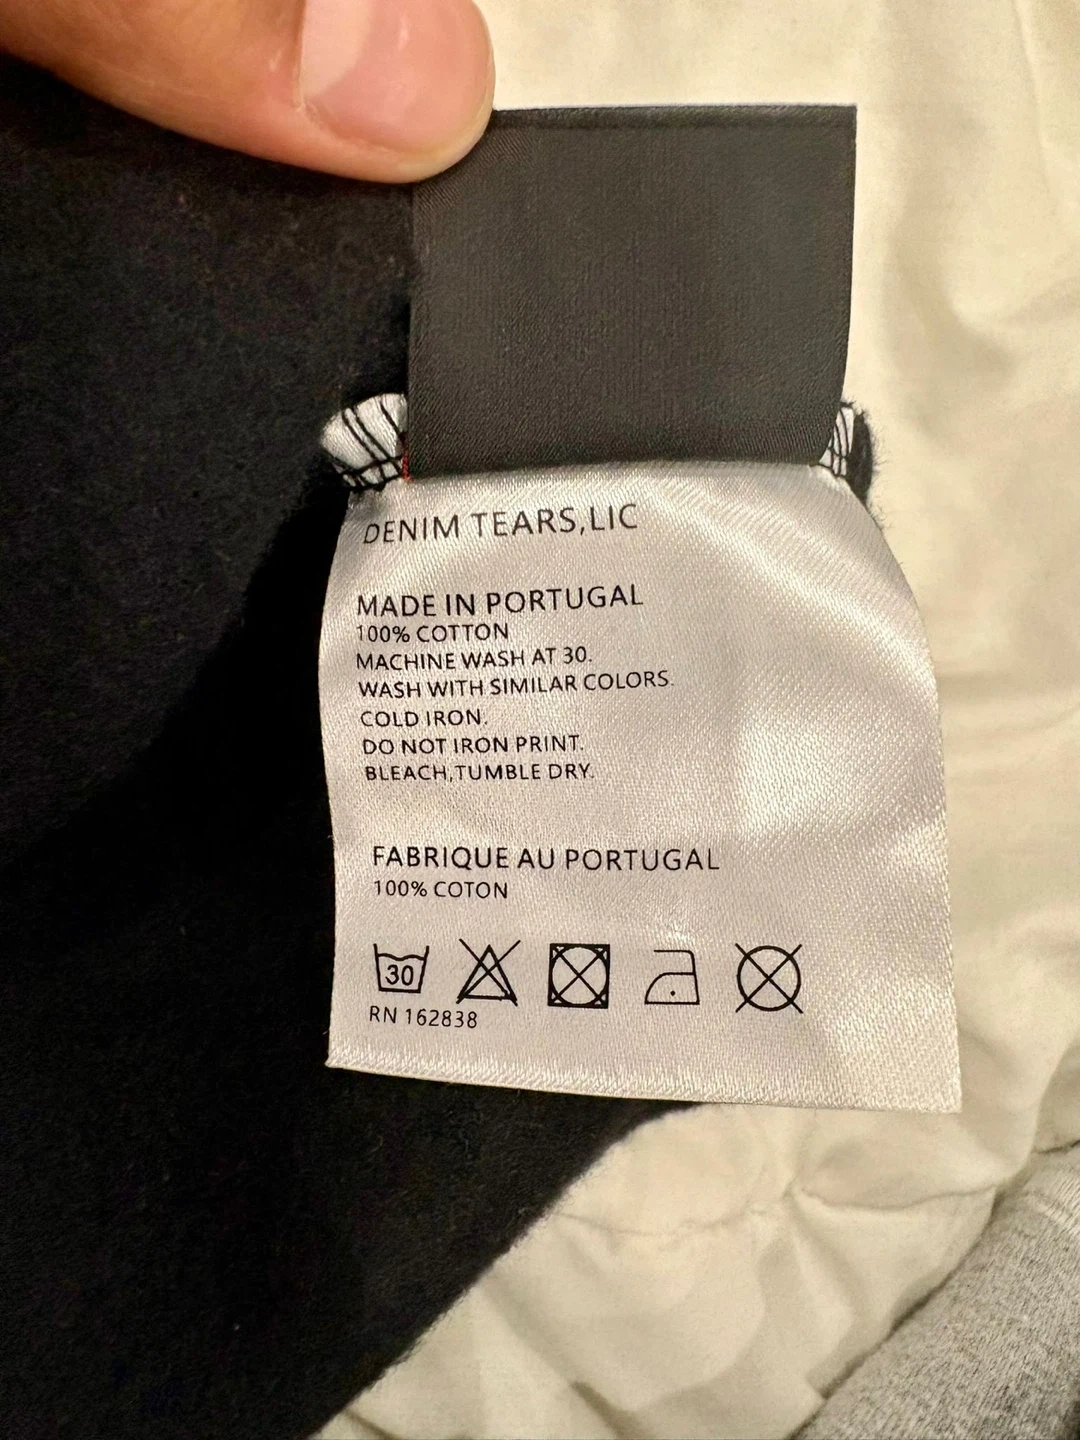 DENIM TEARS,LIC
MADE IN PORTUGAL
100% COTTON
MACHINE WASH AT 30.
WASH WITH SIMILAR COLORS.
COLD IRON.
DO NOT IRON PRINT.
BLEACH,TUMBLE DRY.
FABRIQUE AU PORTUGAL
100% COTON
30
RN 162838